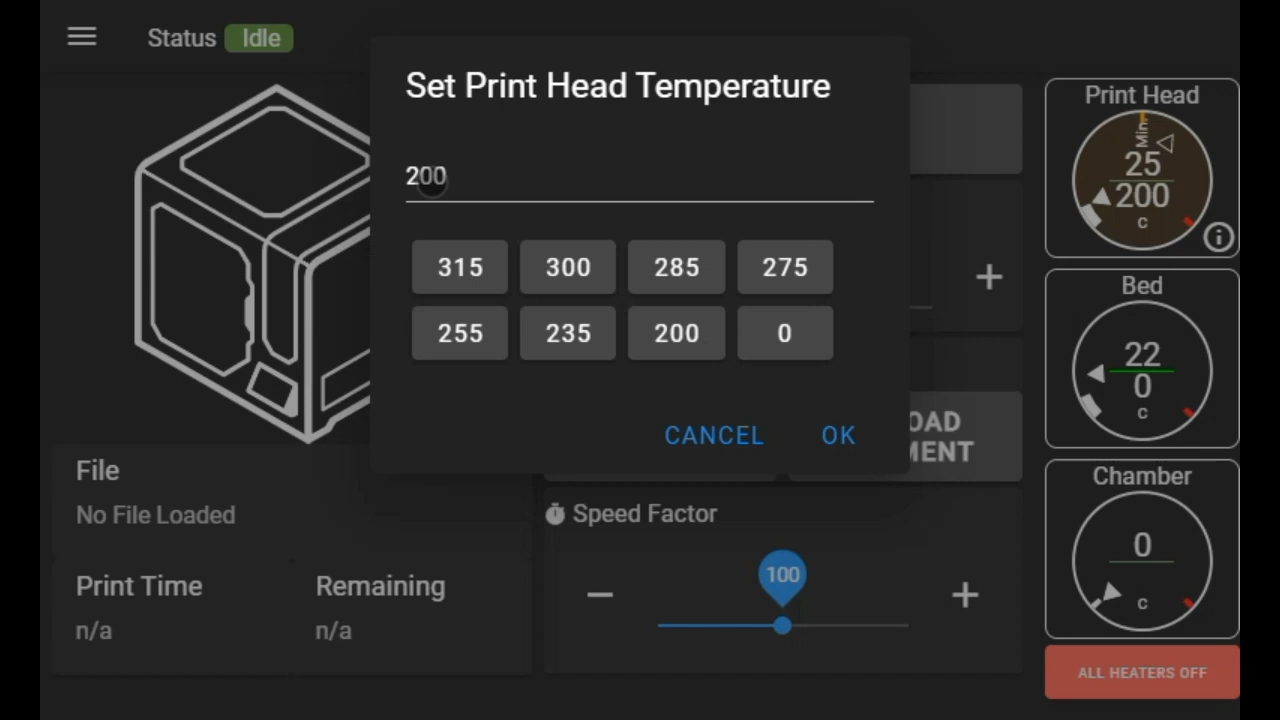 Status Idle
Set Print Head Temperature
200
315 300 285 275
255 235 200 0
CANCEL OK
File
No File Loaded
Print Time
n/a
Remaining
n/a
Speed Factor
100
Print Head
Min
25
200
C
Bed
22
0
C
Chamber
0
C
ALL HEATERS OFF